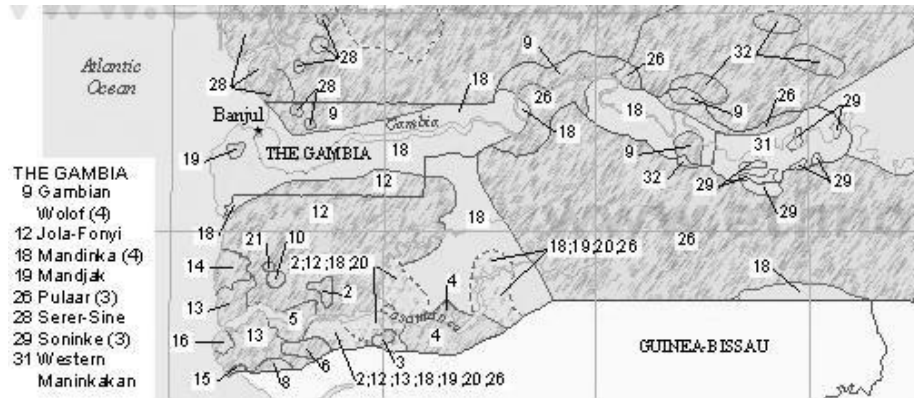 Atlantic
Ocean
28
28
28
9
Banjul
18
Gambia
9
26
26
18
18
32
9
26
29
31
19
THE GAMBIA
18
9
32
29
29
29
THE GAMBIA
9 Gambian
Wolof (4)
12 Jola-Fonyi
18 Mandinka (4)
19 Mandjak
26 Pulaar (3)
28 Serer-Sine
29 Soninke (3)
31 Western
Maninkakan
12
12
18
18
21
10
14
2;12;18;20
18;19;20;26
26
18
2
4
13
5
13
4
16
3
6
15
8
2;12;13;18;19;20;26
GUINEA-BISSAU